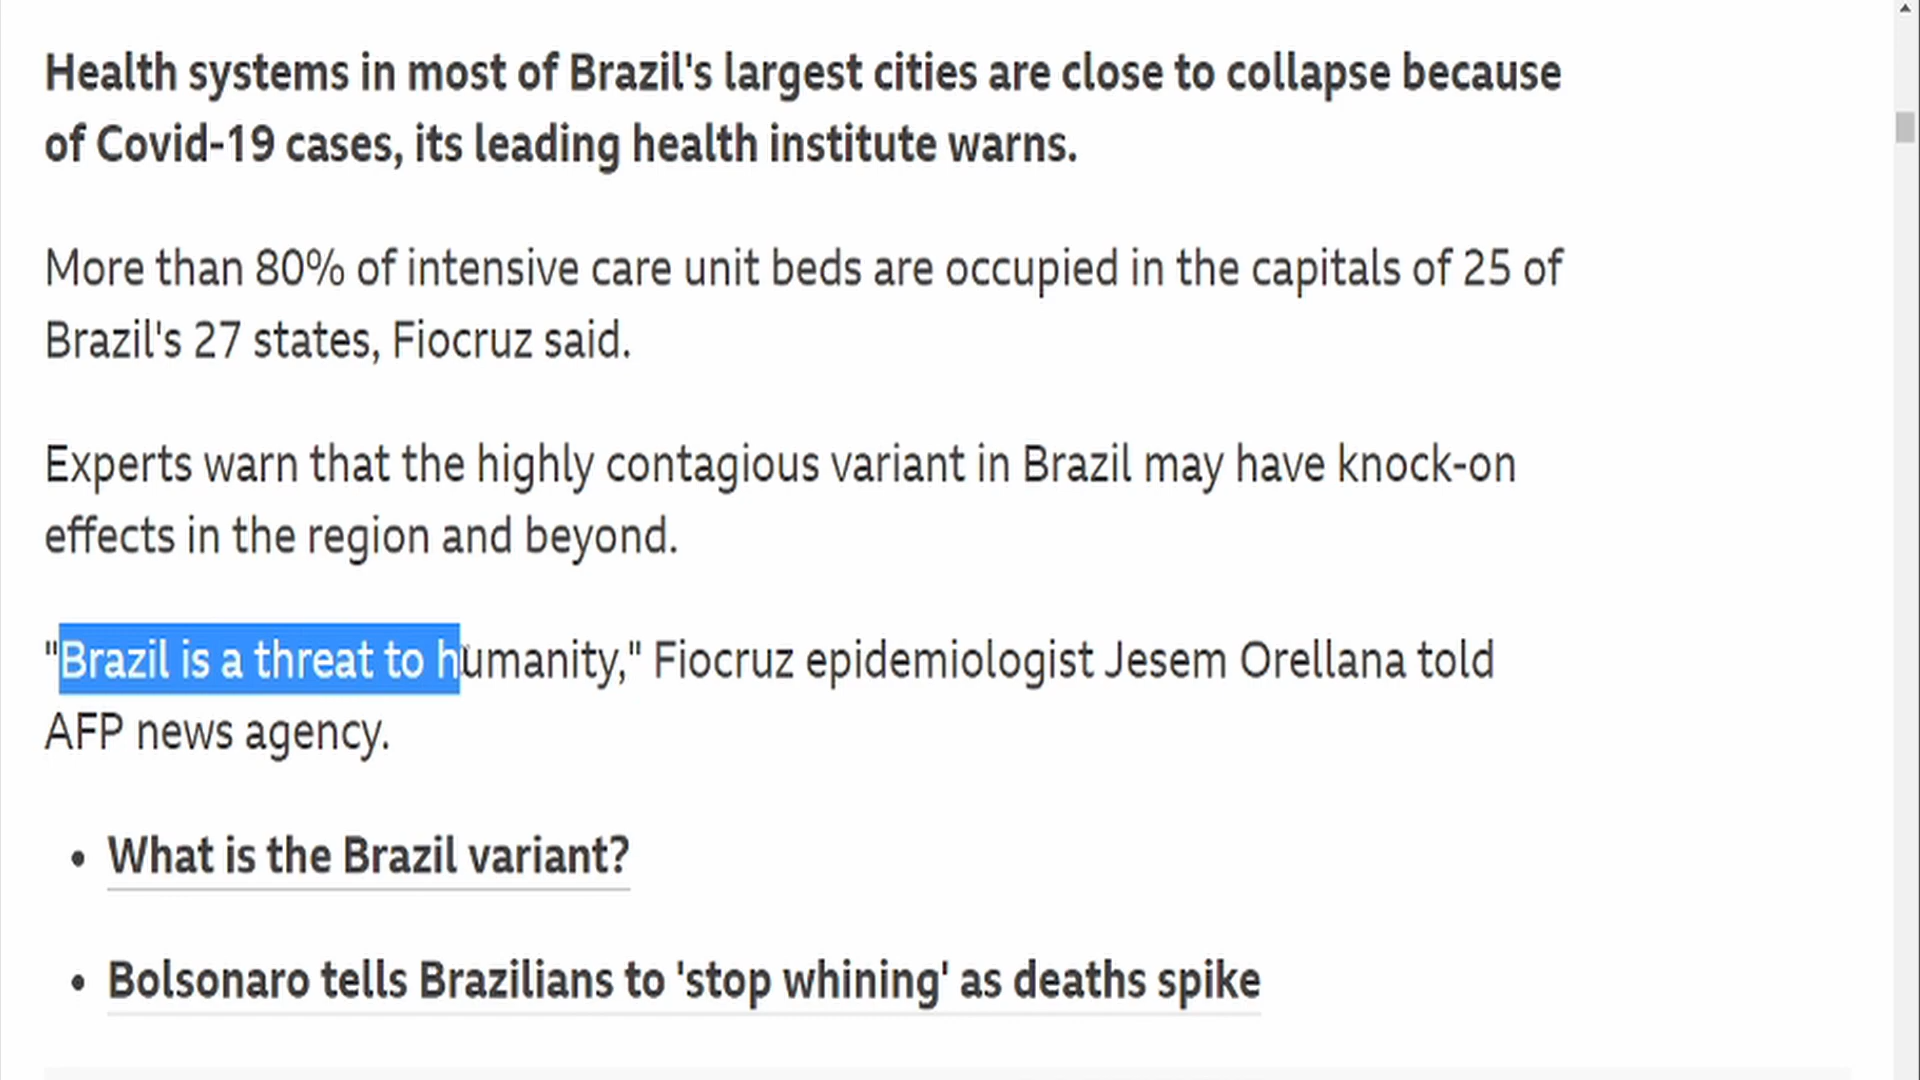 Health systems in most of Brazil's largest cities are close to collapse because
of Covid-19 cases, its leading health institute warns.
More than 80% of intensive care unit beds are occupied in the capitals of 25 of
Brazil's 27 states, Fiocruz said.
Experts warn that the highly contagious variant in Brazil may have knock-on
effects in the region and beyond.
"Brazil is a threat to humanity," Fiocruz epidemiologist Jesem Orellana told
AFP news agency.
• What is the Brazil variant?
• Bolsonaro tells Brazilians to 'stop whining' as deaths spike